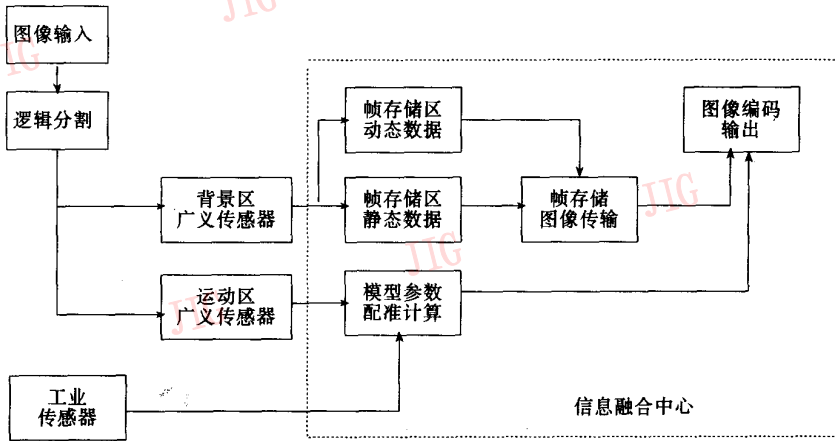 JIG
图像输入
JIG
逻辑分割
帧存储区
动态数据
图像编码
输出
背景区
广义传感器
帧存储区
静态数据
帧存储
图像传输
JIG
JIG
运动区
广义传感器
JIG
模型参数
配准计算
工业
传感器
信息融合中心